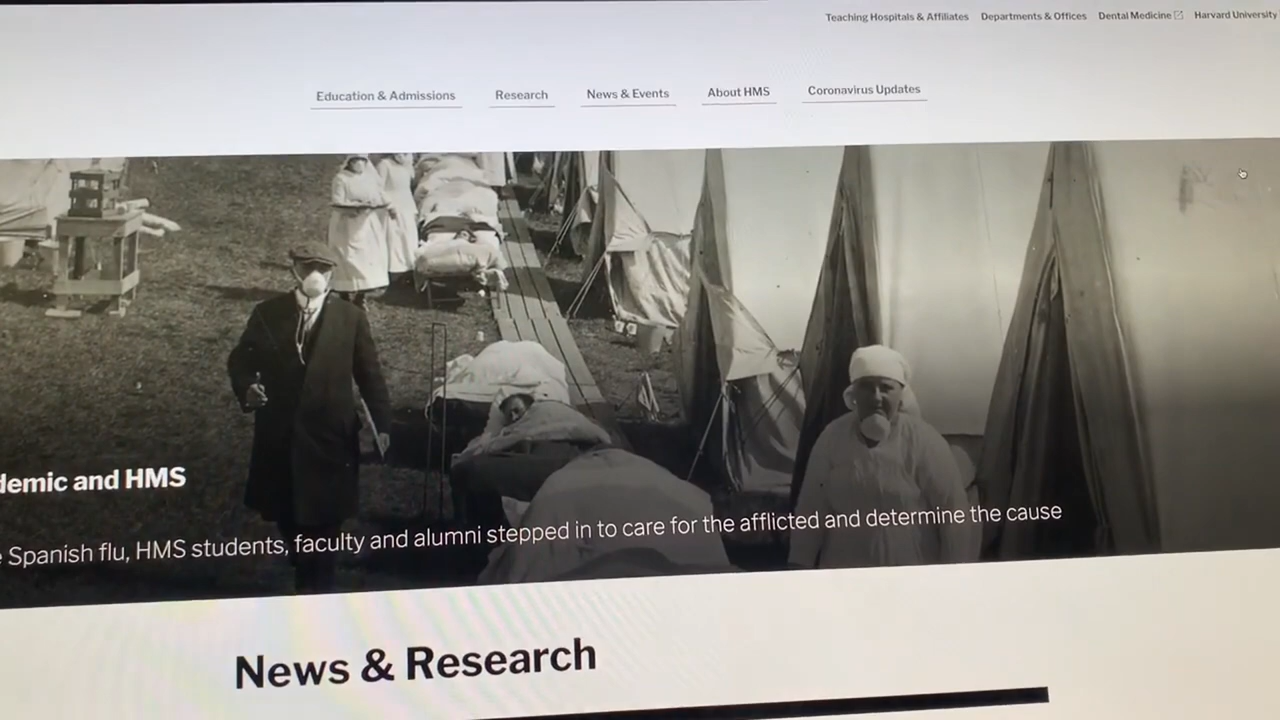 Teaching Hospitals & Affiliates Departments & Offices Dental Medicine Harvard University
Education & Admissions Research News & Events About HMS Coronavirus Updates
demic and HMS
Spanish flu, HMS students, faculty and alumni stepped in to care for the afflicted and determine the cause
News & Research